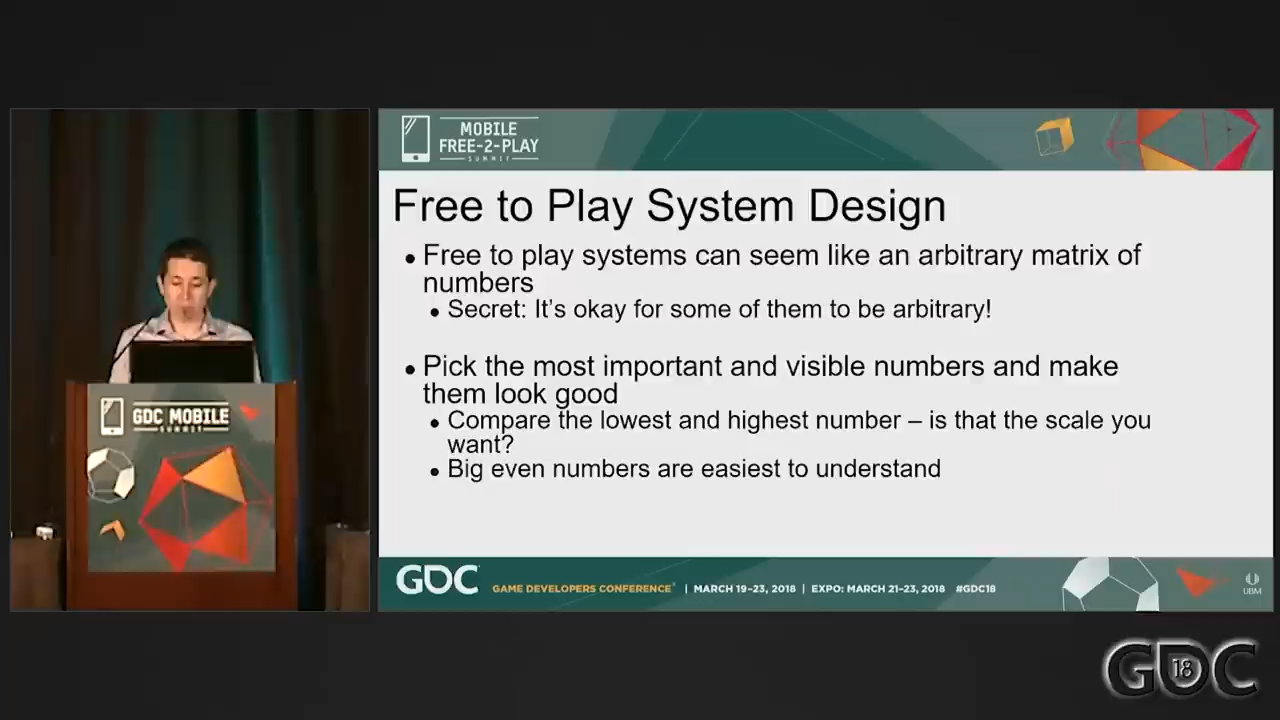 MOBILE
FREE-2-PLAY
SUMMIT
Free to Play System Design
• Free to play systems can seem like an arbitrary matrix of
numbers
• Secret: It's okay for some of them to be arbitrary!
• Pick the most important and visible numbers and make
them look good
• Compare the lowest and highest number – is that the scale you
want?
• Big even numbers are easiest to understand
GDC MOBILE
SUMMIT
GDC GAME DEVELOPERS CONFERENCE® | MARCH 19–23, 2018 | EXPO: MARCH 21–23, 2018 #GDC18
UBM
GDC 18